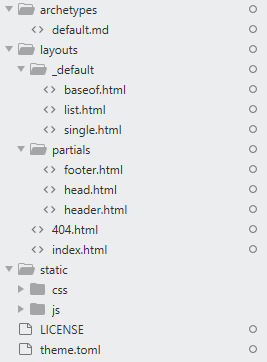 archetypes
default.md
layouts
_default
baseof.html
list.html
single.html
partials
footer.html
head.html
header.html
404.html
index.html
static
css
js
LICENSE
theme.toml